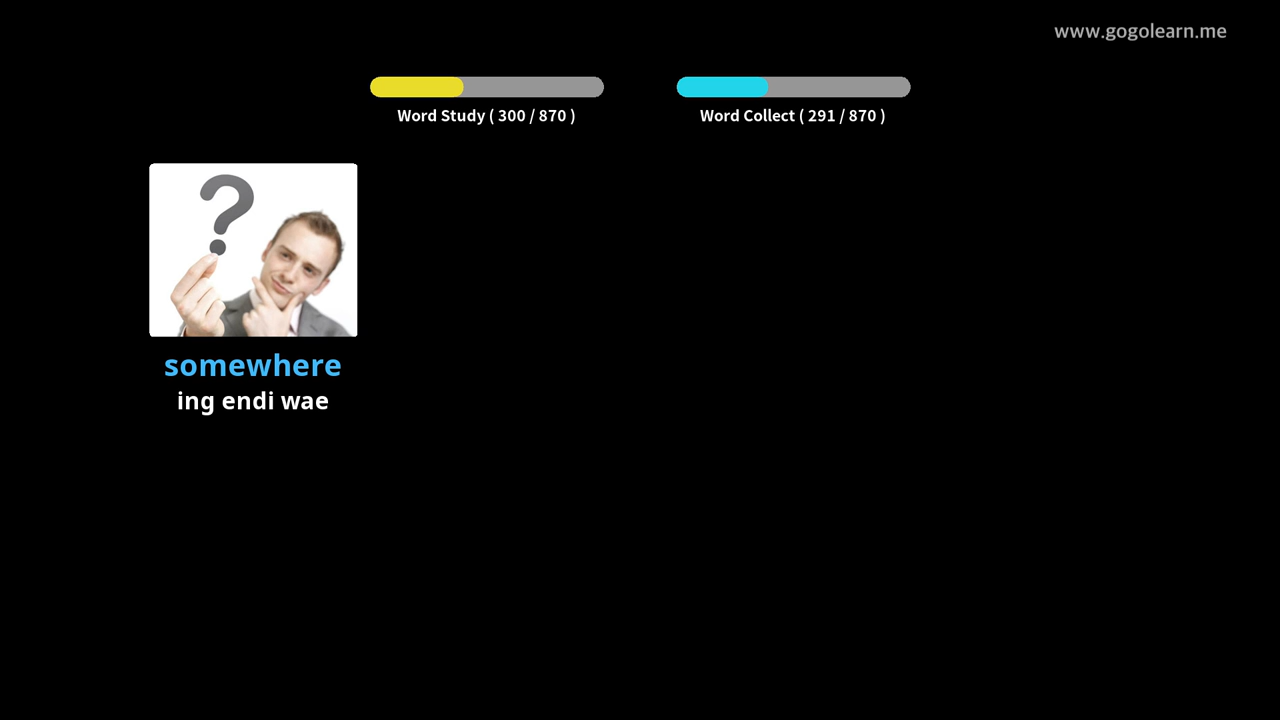 www.gogolearn.me
Word Study ( 300 / 870 )
Word Collect ( 291 / 870 )
?
somewhere
ing endi wae